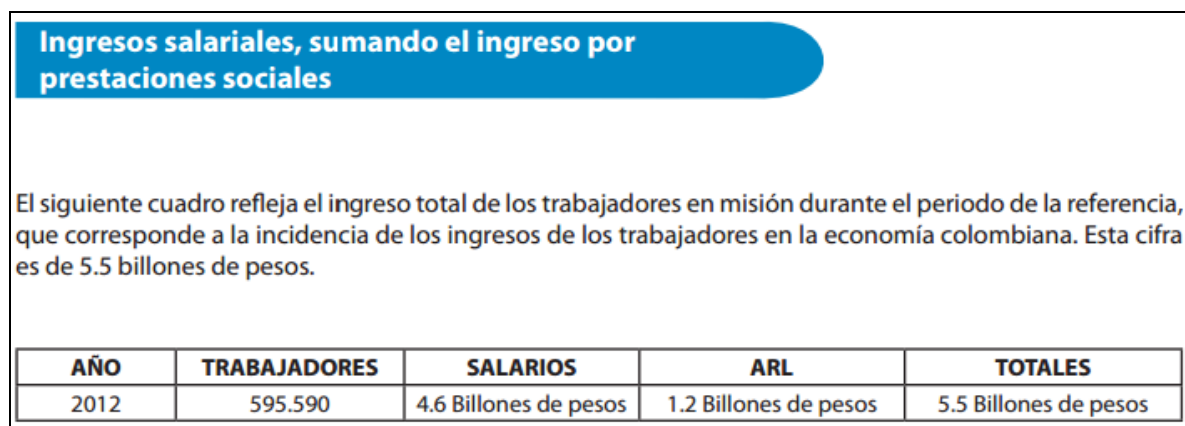 Ingresos salariales, sumando el ingreso por
prestaciones sociales
El siguiente cuadro refleja el ingreso total de los trabajadores en misión durante el periodo de la referencia,
que corresponde a la incidencia de los ingresos de los trabajadores en la economía colombiana. Esta cifra
es de 5.5 billones de pesos.
AÑO TRABAJADORES SALARIOS ARL TOTALES
2012 595.590 4.6 Billones de pesos 1.2 Billones de pesos 5.5 Billones de pesos